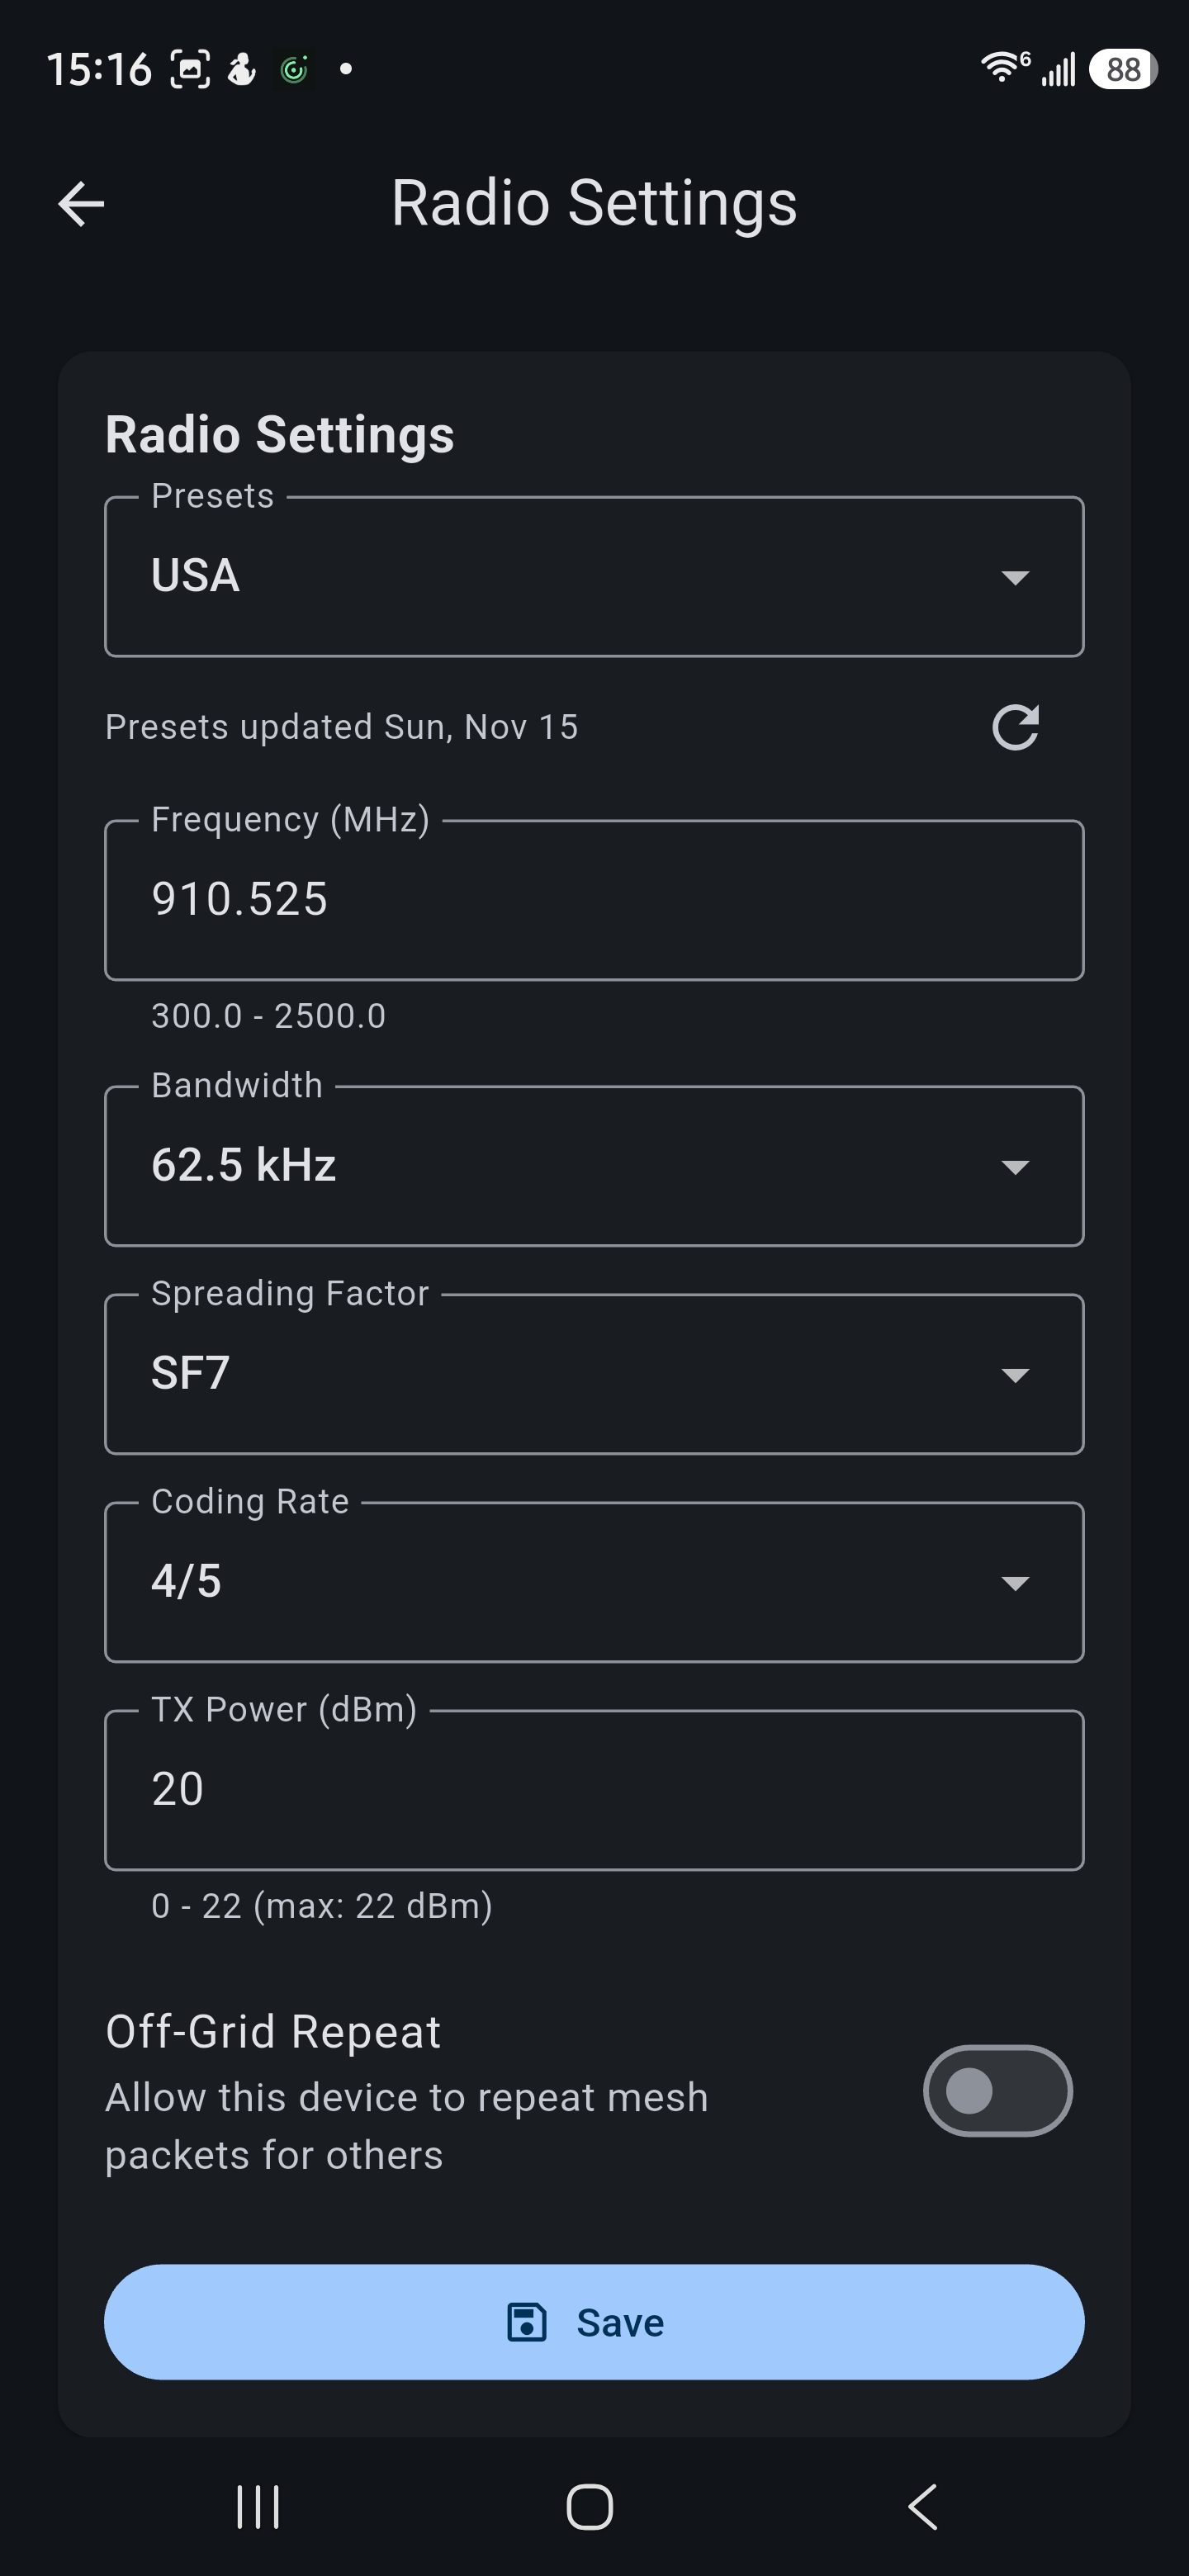 15:16
6
88
Radio Settings
Radio Settings
Presets
USA
Presets updated Sun, Nov 15
Frequency (MHz)
910.525
300.0 - 2500.0
Bandwidth
62.5 kHz
Spreading Factor
SF7
Coding Rate
4/5
TX Power (dBm)
20
0 - 22 (max: 22 dBm)
Off-Grid Repeat
Allow this device to repeat mesh
packets for others
Save